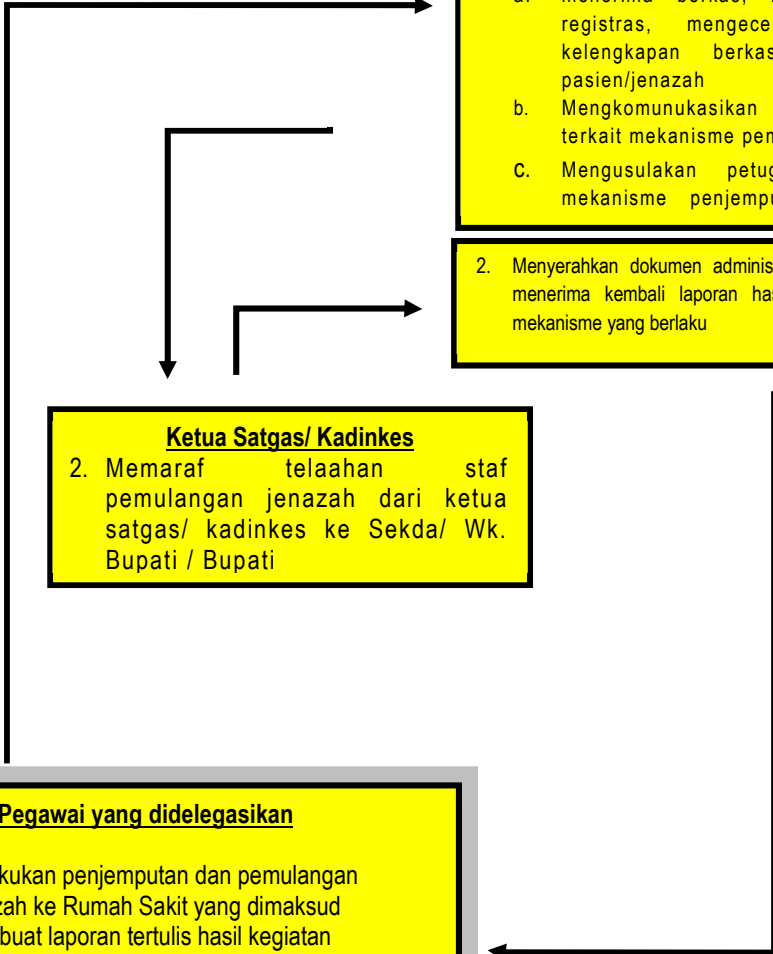 registras, mengece
kelengkapan berkas
pasien/jenazah
b. Mengkomunukasikan
terkait mekanisme pen
c. Mengusulakan petug
mekanisme penjempu
2. Menyerahkan dokumen adminis
menerima kembali laporan has
mekanisme yang berlaku
Ketua Satgas/ Kadinkes
2. Memaraf telaahan staf
pemulangan jenazah dari ketua
satgas/ kadinkes ke Sekda/ Wk.
Bupati / Bupati
Pegawai yang didelegasikan
kukan penjemputan dan pemulangan
zah ke Rumah Sakit yang dimaksud
buat laporan tertulis hasil kegiatan